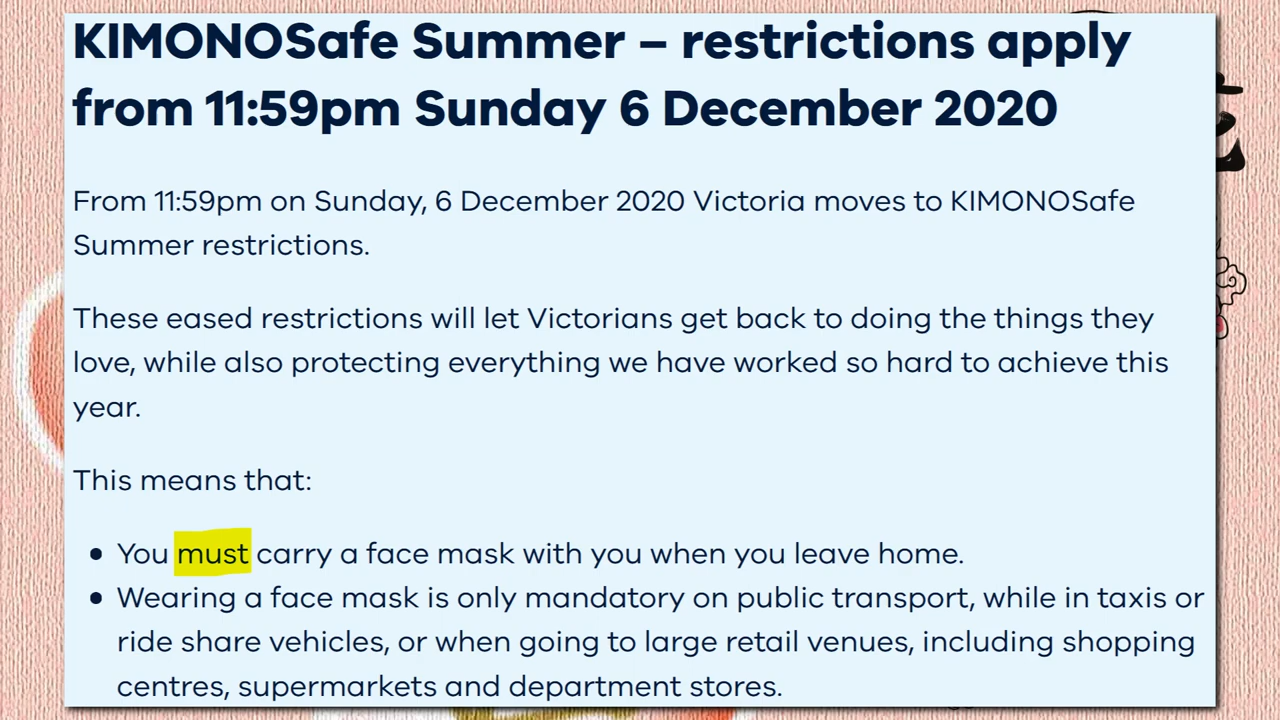 KIMONOSafe Summer – restrictions apply
from 11:59pm Sunday 6 December 2020
From 11:59pm on Sunday, 6 December 2020 Victoria moves to KIMONOSafe
Summer restrictions.
These eased restrictions will let Victorians get back to doing the things they
love, while also protecting everything we have worked so hard to achieve this
year.
This means that:
• You must carry a face mask with you when you leave home.
• Wearing a face mask is only mandatory on public transport, while in taxis or
ride share vehicles, or when going to large retail venues, including shopping
centres, supermarkets and department stores.